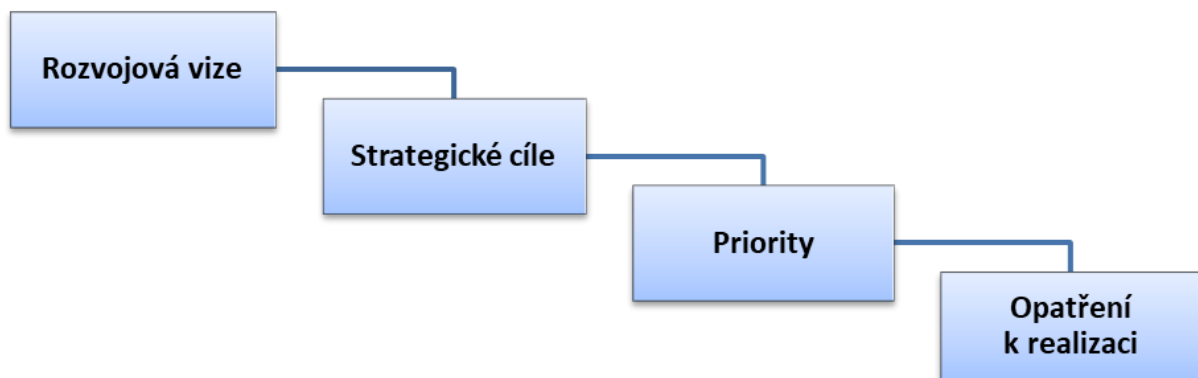 Rozvojová vize
Strategické cíle
Priority
Opatření
k realizaci